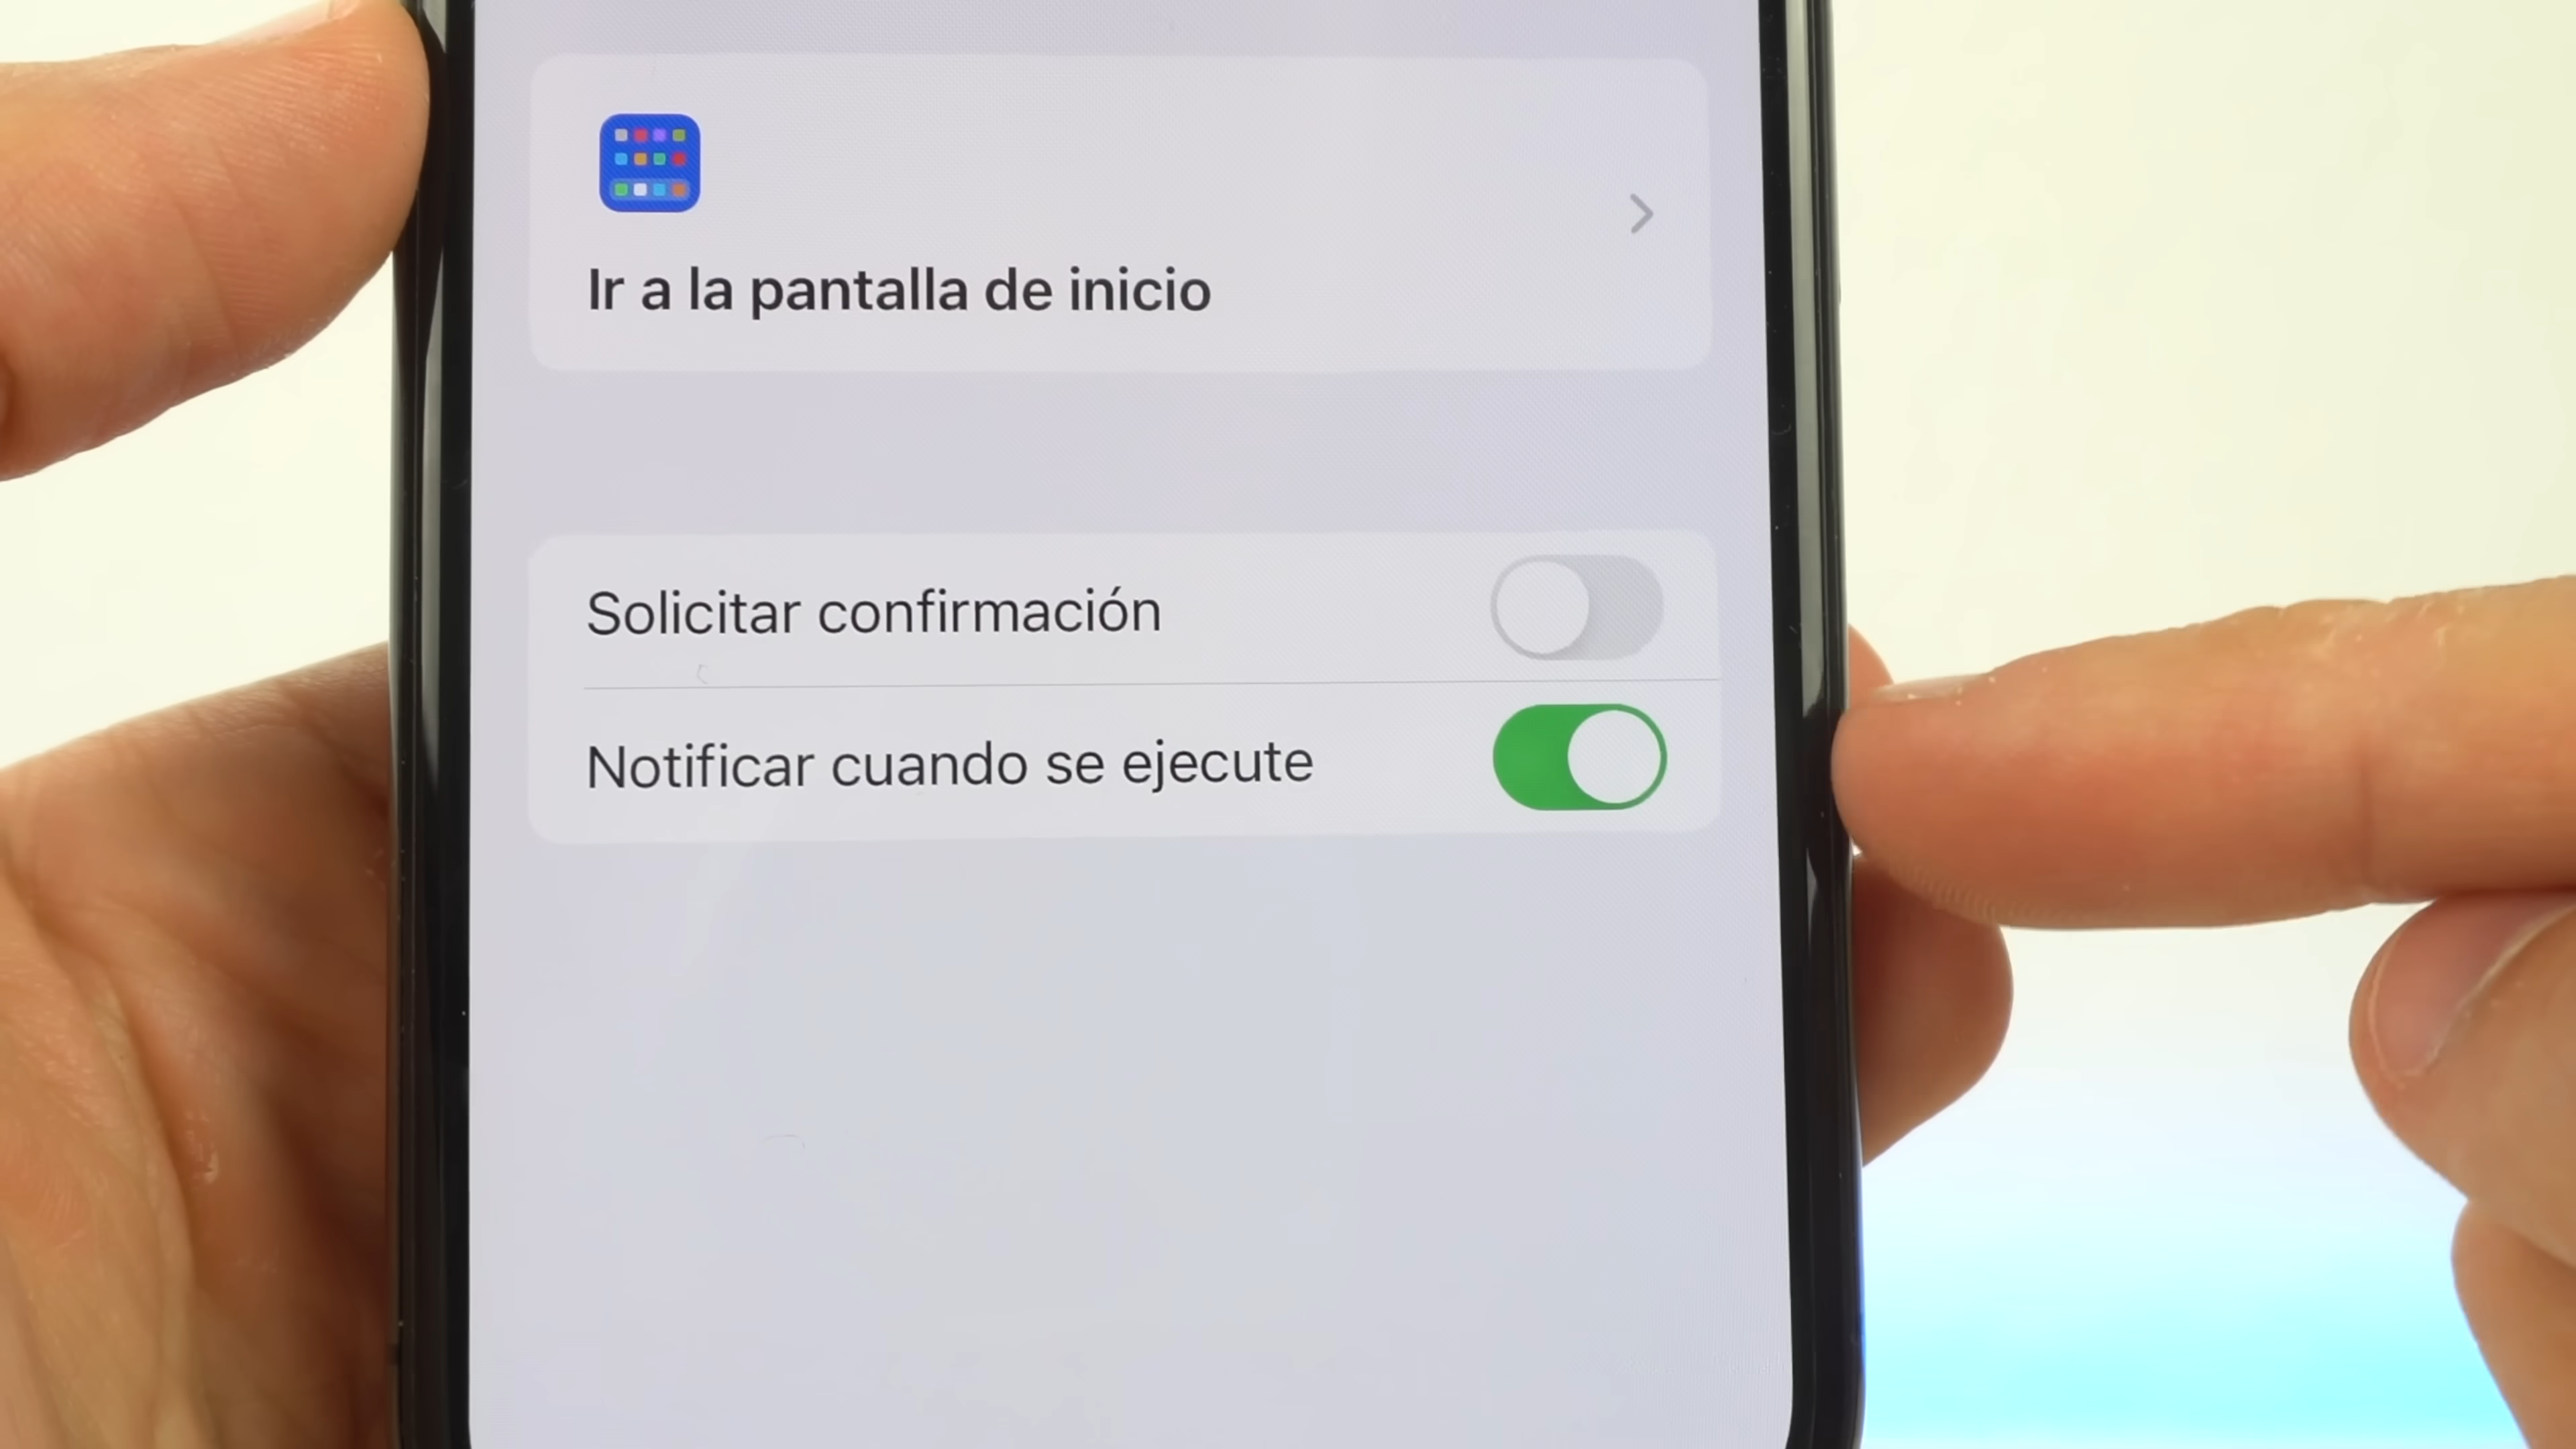 Ir a la pantalla de inicio
Solicitar confirmación
Notificar cuando se ejecute